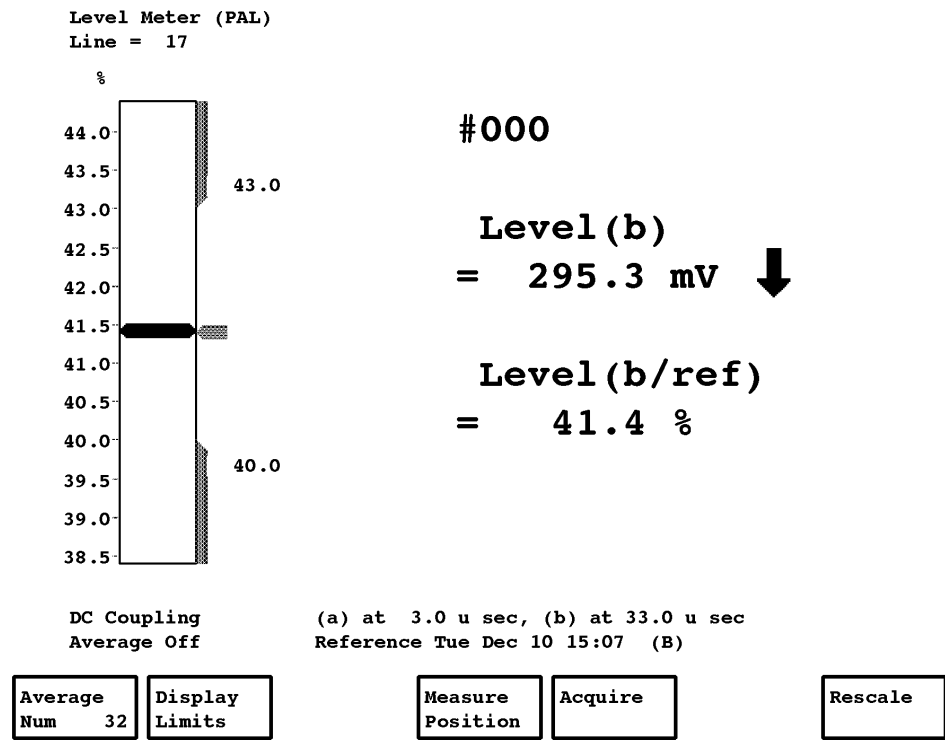 Level Meter (PAL)
Line = 17
%
44.0
43.5
43.0
42.5
42.0
41.5
41.0
40.5
40.0
39.5
39.0
38.5
43.0
40.0
#000
Level(b)
= 295.3 mV
Level(b/ref)
= 41.4 %
DC Coupling (a) at 3.0 u sec, (b) at 33.0 u sec
Average Off Reference Tue Dec 10 15:07 (B)
Average
Num 32
Display
Limits
Measure
Position
Acquire
Rescale